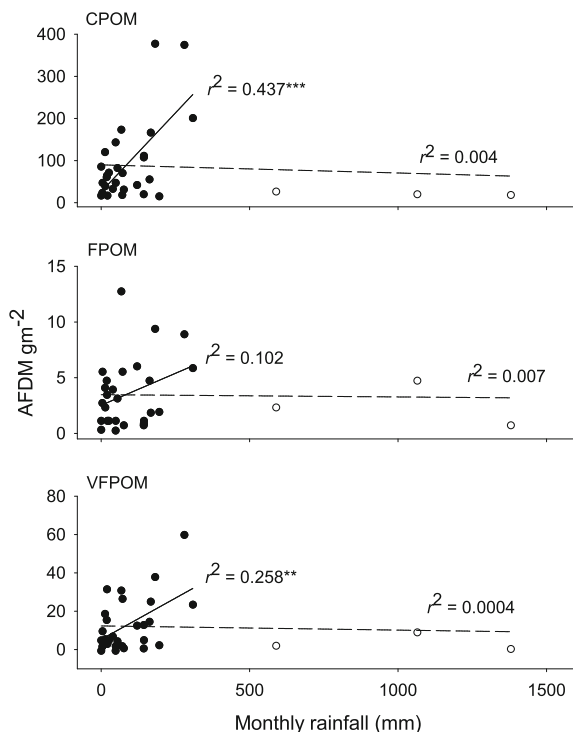 CPOM
400
300
200
100
0
r² = 0.437***
r² = 0.004
FPOM
15
10
5
0
r² = 0.102
r² = 0.007
AFDM gm⁻²
VFPOM
80
60
40
20
0
r² = 0.258**
r² = 0.0004
0 500 1000 1500
Monthly rainfall (mm)